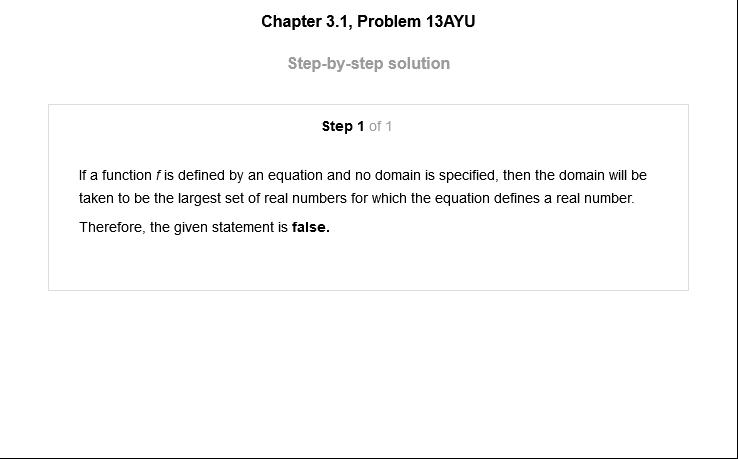 Chapter 3.1, Problem 13AYU
Step-by-step solution
Step 1 of 1
If a function f is defined by an equation and no domain is specified, then the domain will be
taken to be the largest set of real numbers for which the equation defines a real number.
Therefore, the given statement is false.